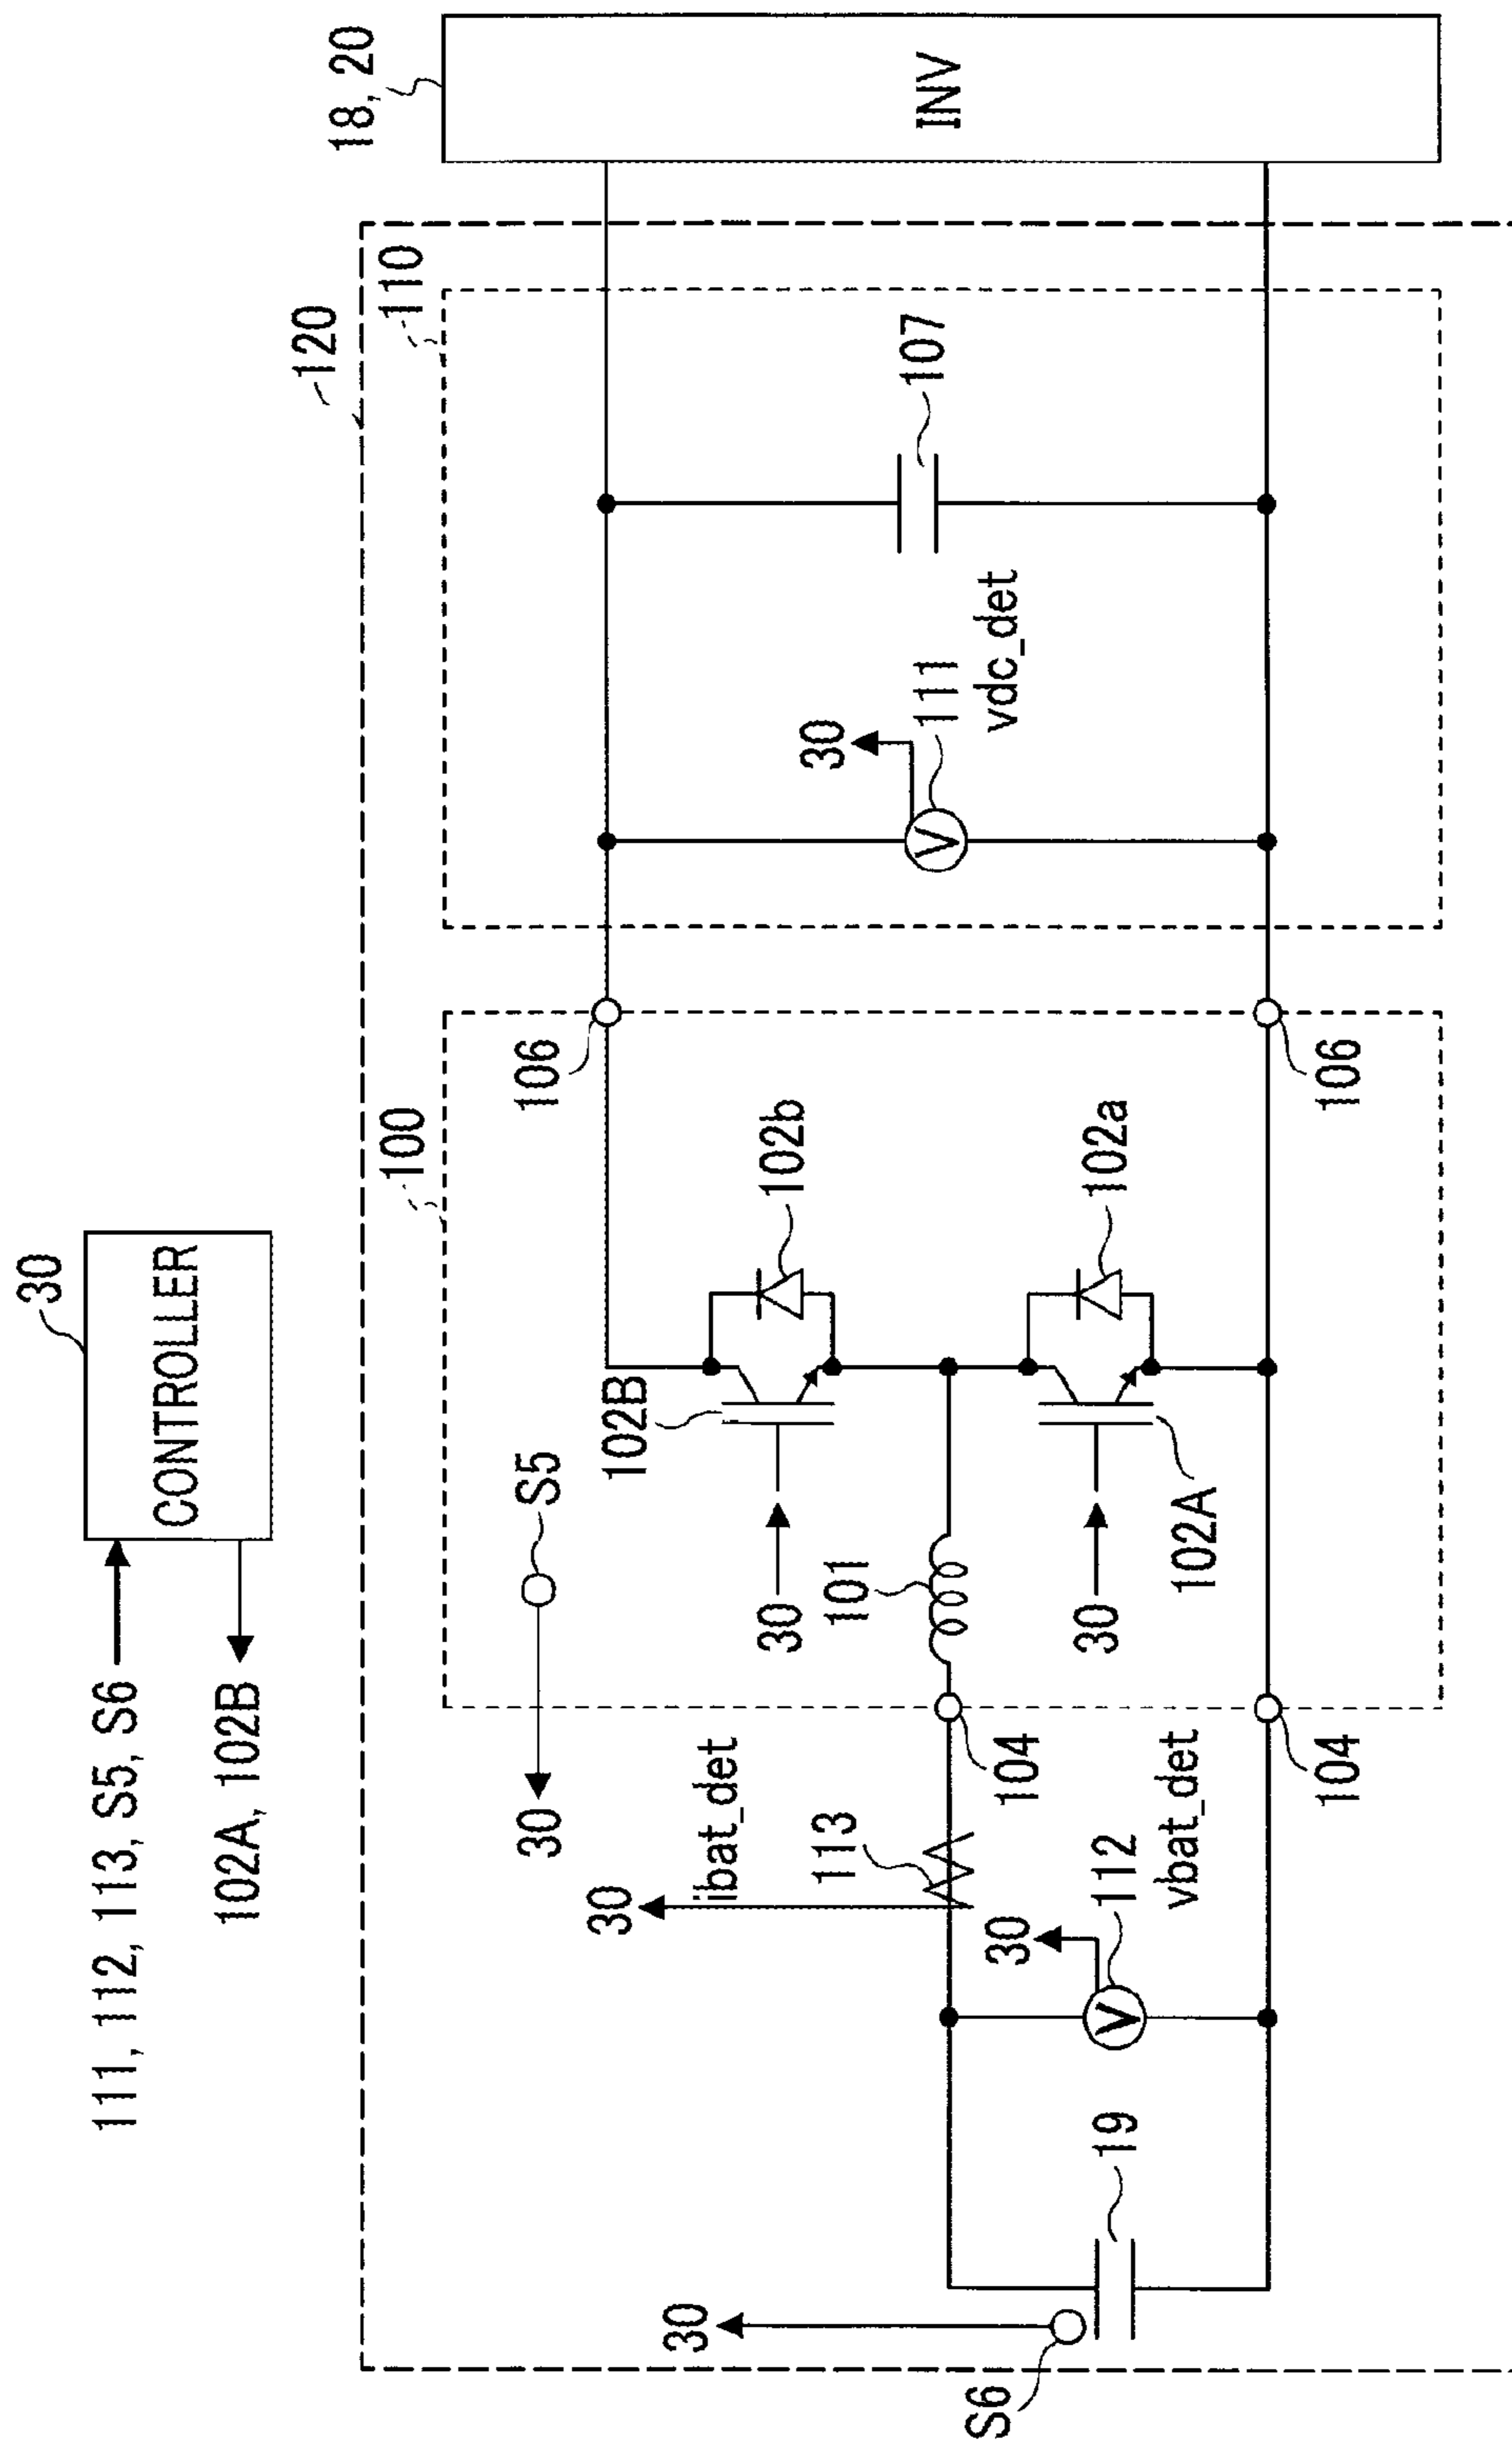 30
CONTROLLER
111, 112, 113, S5, S6
102A, 102B
120
18, 20
100
110
INV
S5
30
106
102B
102b
30
30
ibat_det
101
113
30
111
vdc_det
107
30
104
102a
30
102A
30
112
vbat_det
19
S6
104
106